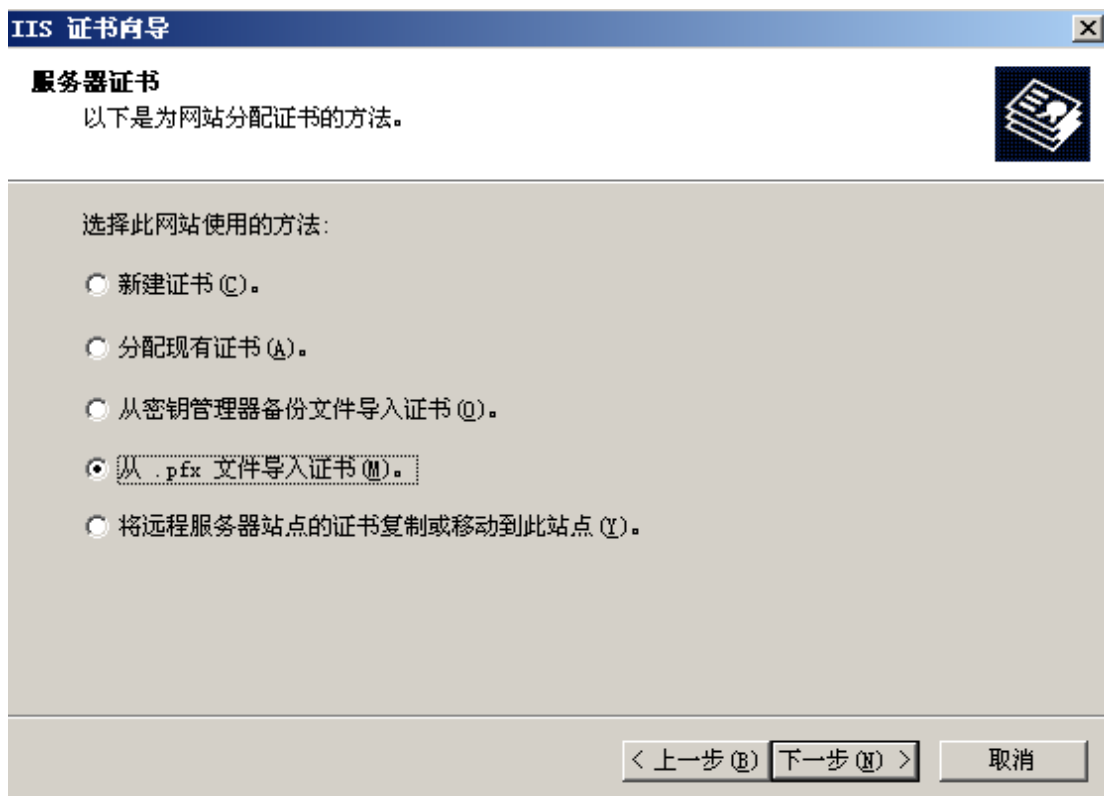 IIS 证书向导
服务器证书
以下是为网站分配证书的方法。
选择此网站使用的方法:
新建证书(C)。
分配现有证书(A)。
从密钥管理器备份文件导入证书(O)。
从 .pfx 文件导入证书(M)。
将远程服务器站点的证书复制或移动到此站点(Y)。
< 上一步(B) 下一步(N) > 取消